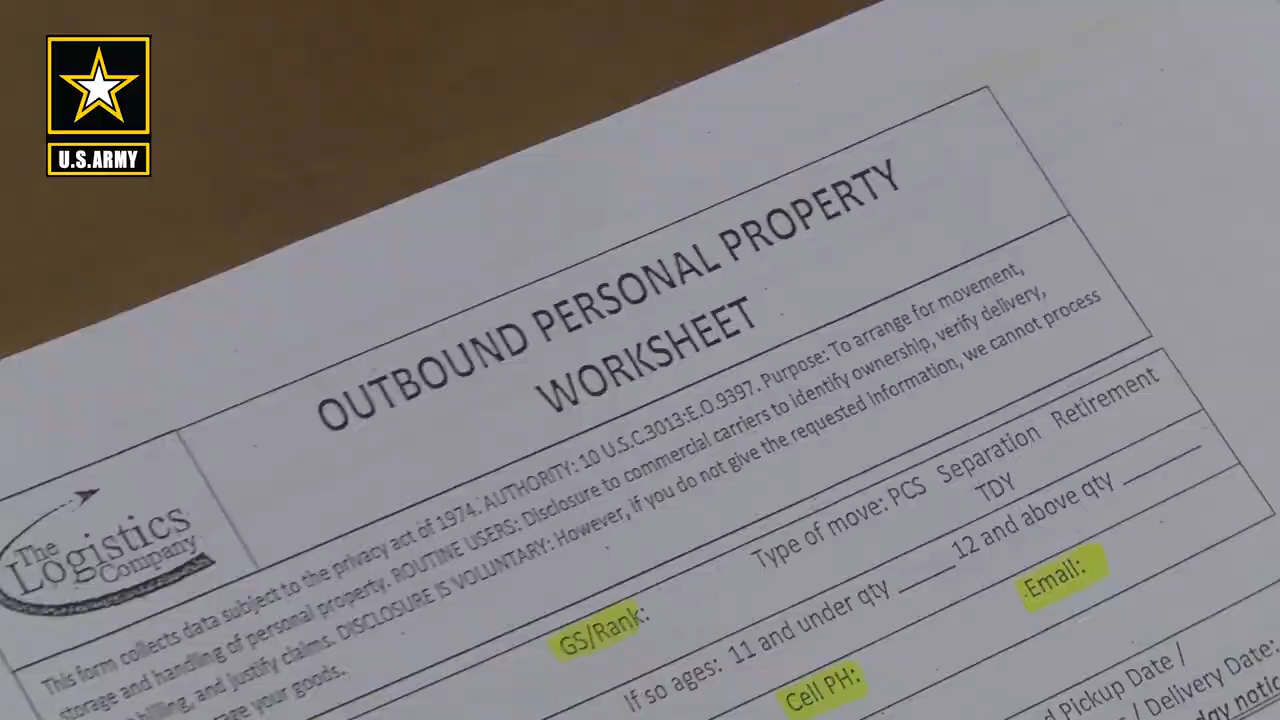 U.S.ARMY
OUTBOUND PERSONAL PROPERTY
WORKSHEET
The
Logistics
Company
This form collects data subject to the privacy act of 1974. AUTHORITY: 10 U.S.C.3013:E.O.9397. Purpose: To arrange for movement,
storage and handling of personal property. ROUTINE USERS: Disclosure to commercial carriers to identify ownership, verify delivery,
billing, and justify claims. DISCLOSURE IS VOLUNTARY: However, if you do not give the requested information, we cannot process
your goods.
GS/Rank:
Type of move: PCS Separation Retirement
TDY
If so ages: 11 and under qty ____ 12 and above qty ______
Cell PH:
Email:
Pickup Date /
/ Delivery Date: